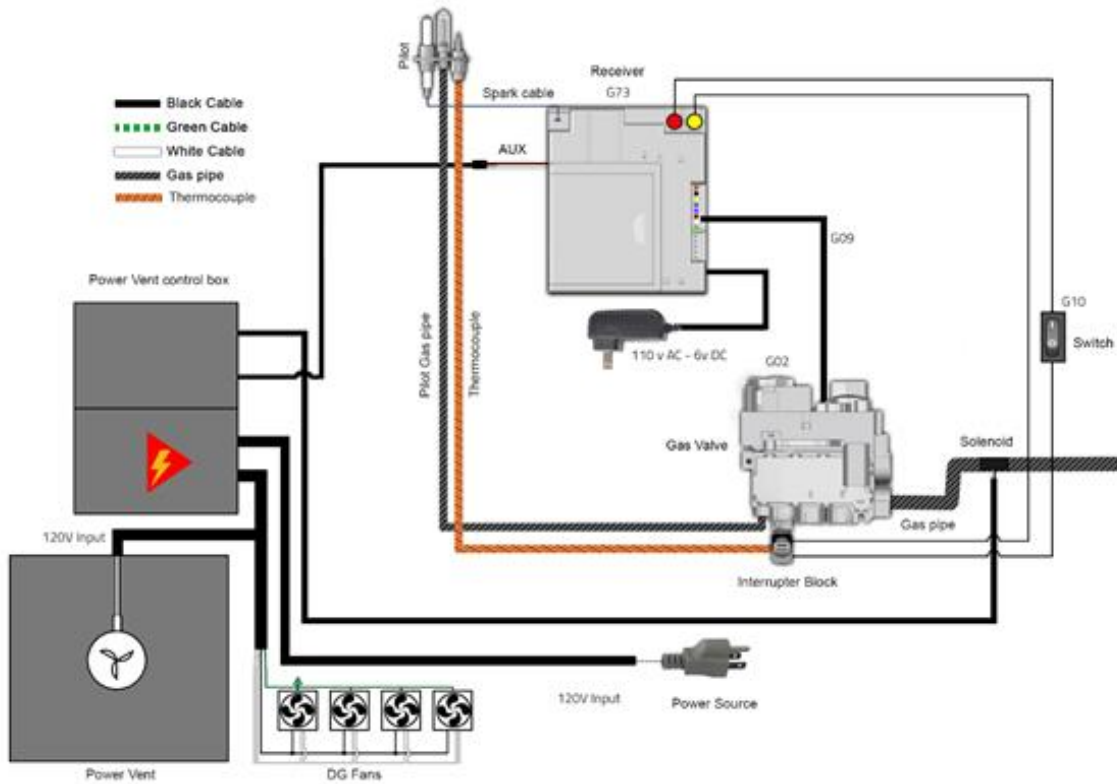 Pilot
Receiver
G73
Spark cable
Black Cable
Green Cable
White Cable
Gas pipe
Thermocouple
AUX
G09
Power Vent control box
G10
Switch
110 v AC - 6v DC
Pilot Gas pipe
Thermocouple
G02
Gas Valve
Solenoid
Gas pipe
120V Input
Interrupter Block
120V Input
Power Source
Power Vent
DG Fans